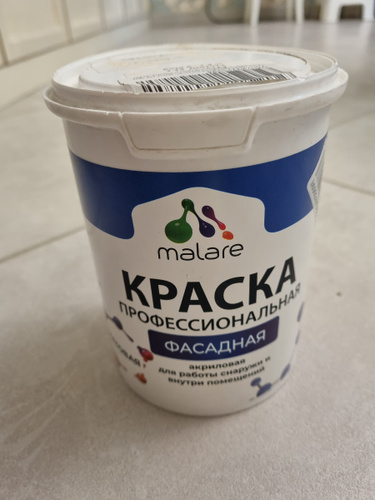 malare
КРАСКА
ПРОФЕССИОНАЛЬНАЯ
ФАСАДНАЯ
акриловая
для работы снаружи и
внутри помещений